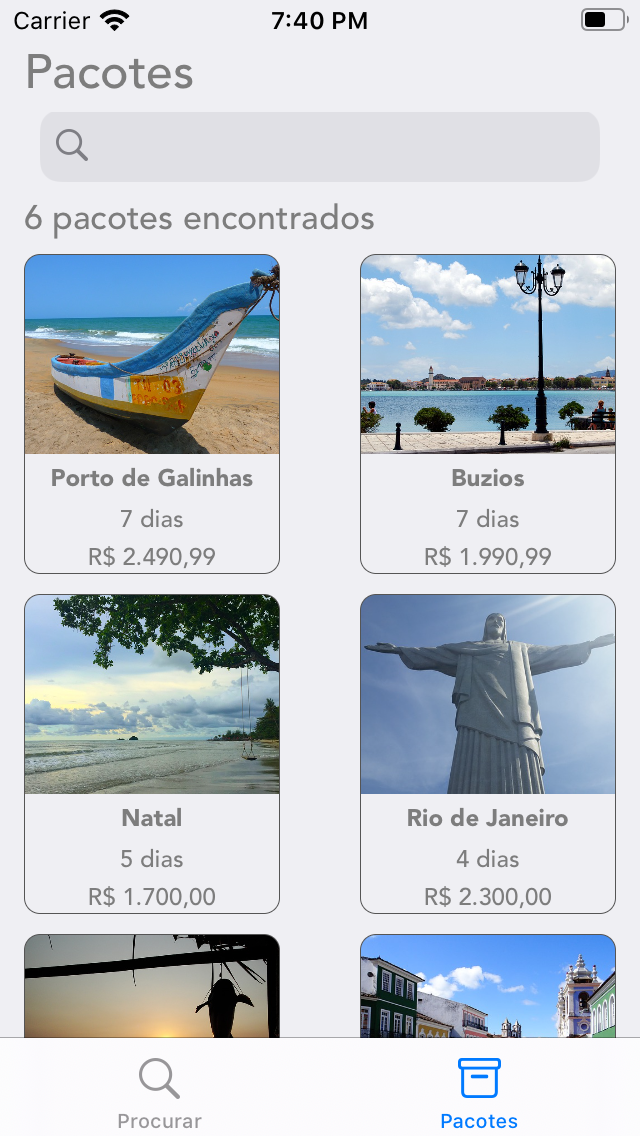 Carrier
7:40 PM
Pacotes
6 pacotes encontrados
Porto de Galinhas
7 dias
R$ 2.490,99
Buzios
7 dias
R$ 1.990,99
Natal
5 dias
R$ 1.700,00
Rio de Janeiro
4 dias
R$ 2.300,00
Procurar
Pacotes